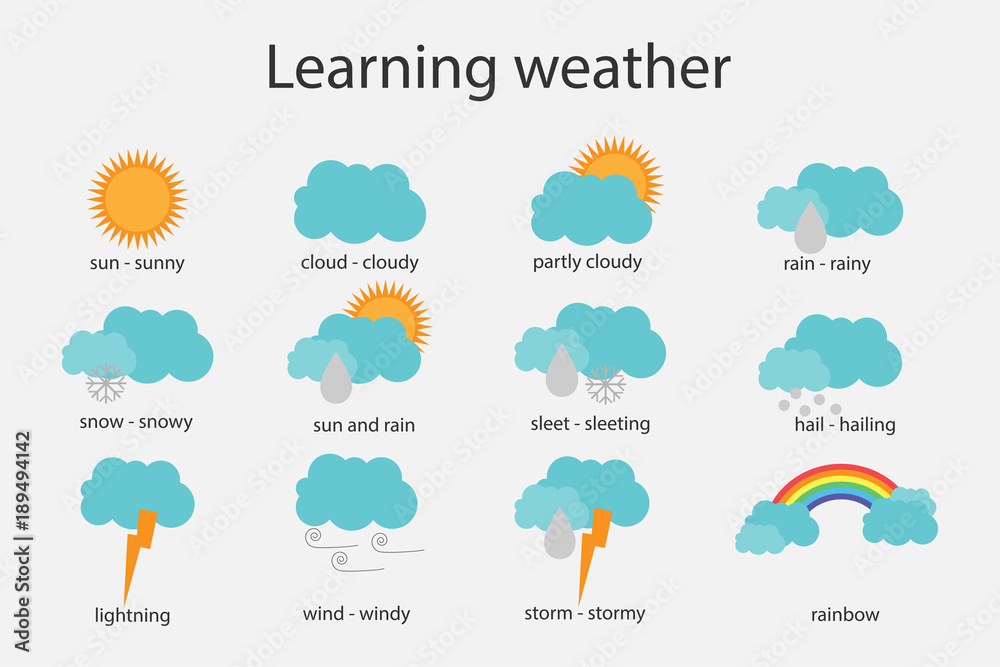 Learning weather
sun - sunny
cloud - cloudy
partly cloudy
rain - rainy
snow - snowy
sun and rain
sleet - sleeting
hail - hailing
lightning
wind - windy
storm - stormy
rainbow
Adobe Stock | #189494142